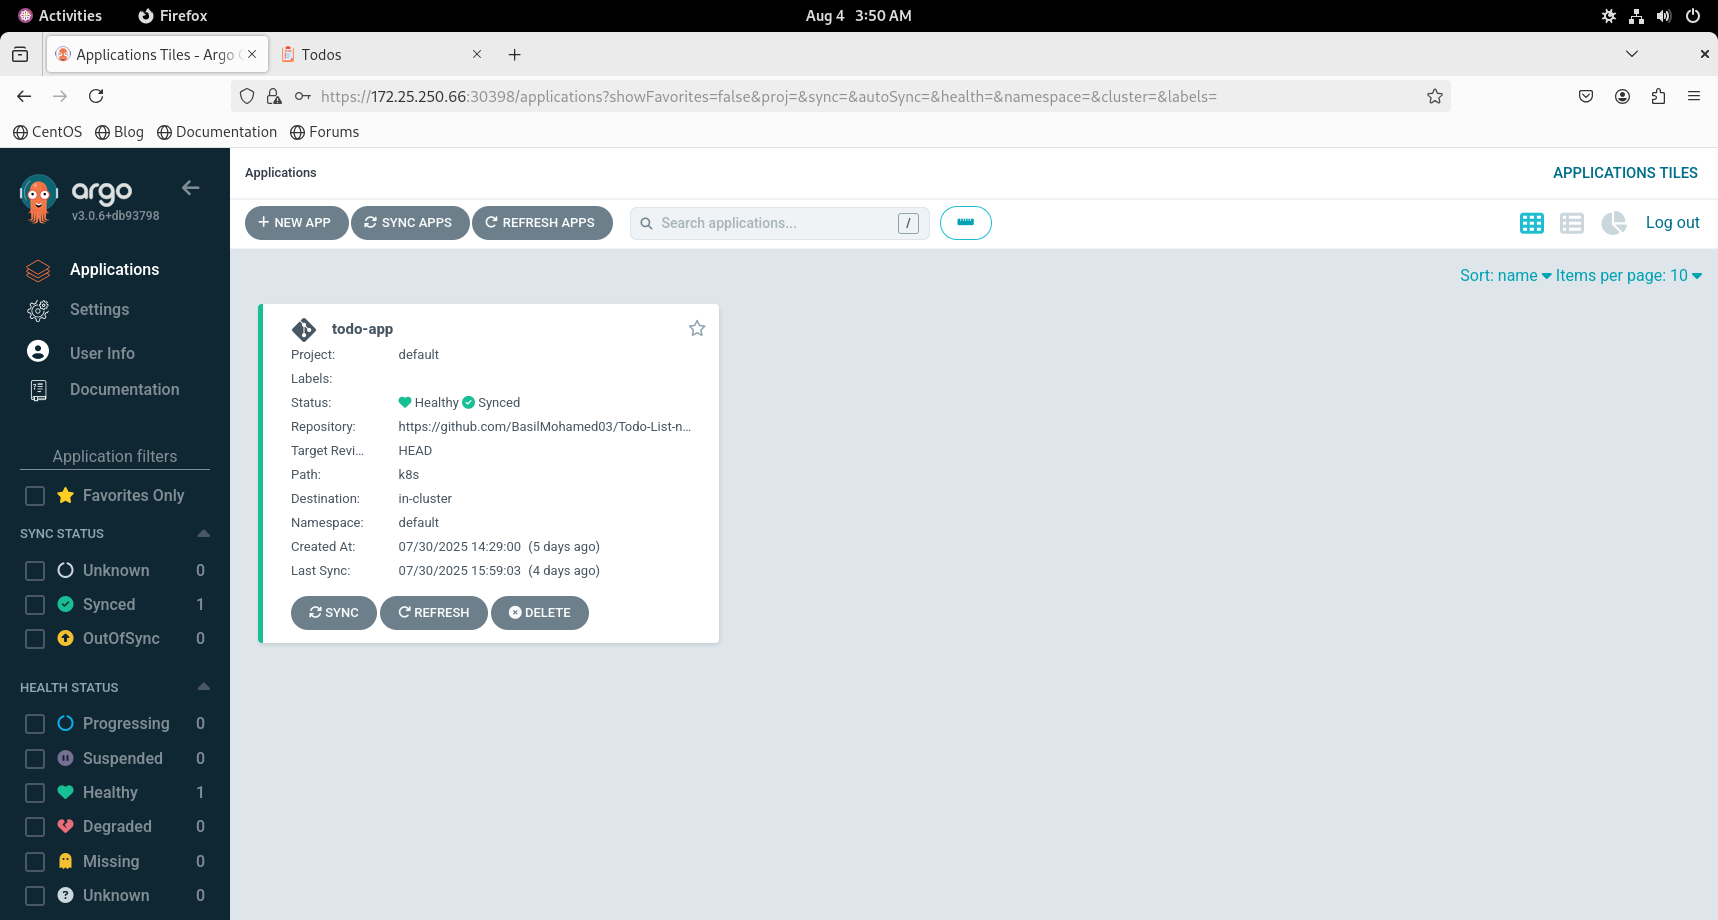 Activities Firefox Aug 4 3:50 AM
Applications Tiles - Argo Todos
https://172.25.250.66:30398/applications?showFavorites=false&proj=&sync=&autoSync=&health=&namespace=&cluster=&labels=
CentOS Blog Documentation Forums
argo
v3.0.6+db93798
Applications
Settings
User Info
Documentation
Application filters
Favorites Only
SYNC STATUS
Unknown 0
Synced 1
OutOfSync 0
HEALTH STATUS
Progressing 0
Suspended 0
Healthy 1
Degraded 0
Missing 0
Unknown 0
Applications APPLICATIONS TILES
NEW APP SYNC APPS REFRESH APPS Search applications... / Log out
Sort: name Items per page: 10
todo-app
Project: default
Labels:
Status: Healthy Synced
Repository: https://github.com/BasilMohamed03/Todo-List-n...
Target Revi... HEAD
Path: k8s
Destination: in-cluster
Namespace: default
Created At: 07/30/2025 14:29:00 (5 days ago)
Last Sync: 07/30/2025 15:59:03 (4 days ago)
SYNC REFRESH DELETE